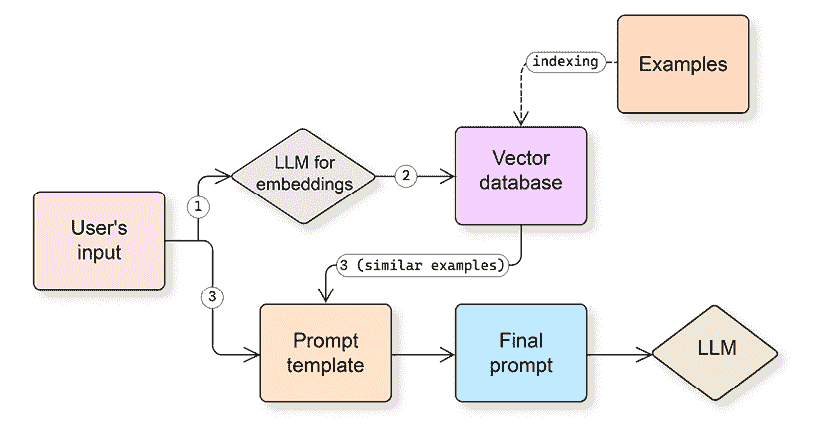 indexing
Examples
LLM for
embeddings
2
Vector
database
1
User's
input
3 (similar examples)
3
Prompt
template
Final
prompt
LLM